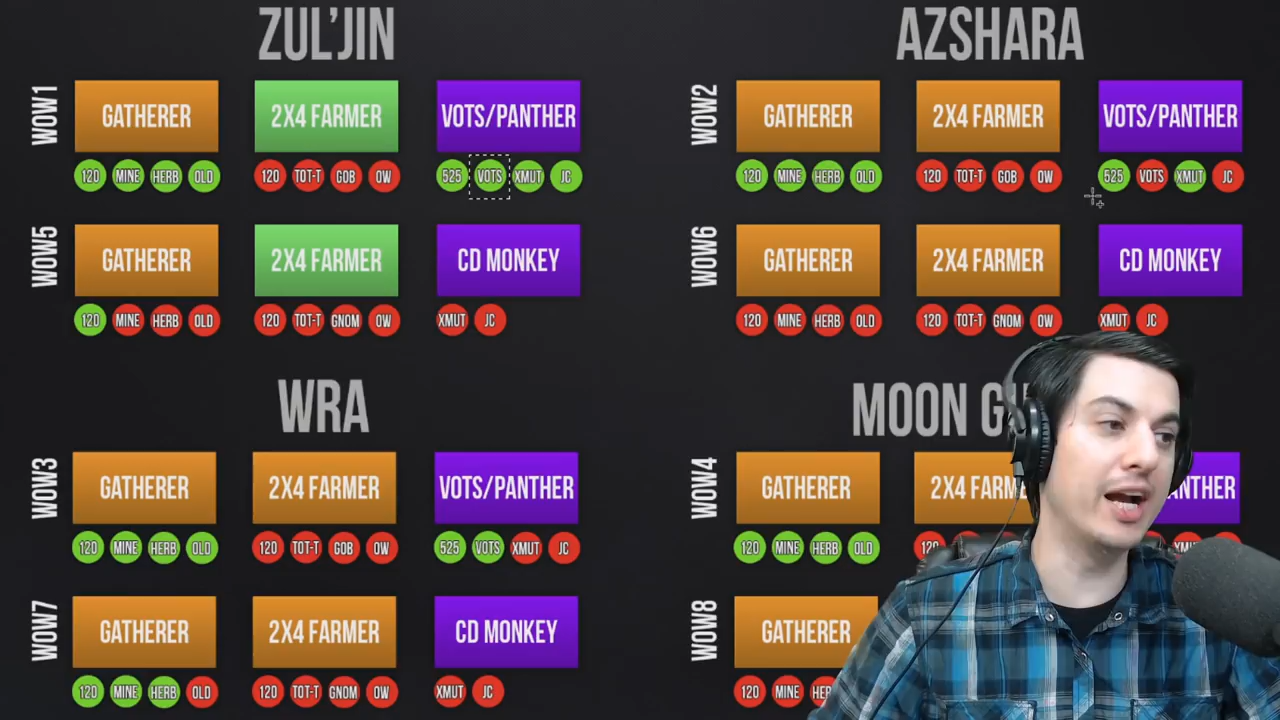 ZUL'JIN
WOW1
GATHERER
120 MINE HERB OLD
2X4 FARMER
120 TOT-T GOB OW
VOTS/PANTHER
525 VOTS XMUT JC
WOW5
GATHERER
120 MINE HERB OLD
2X4 FARMER
120 TOT-T GNOM OW
CD MONKEY
XMUT JC
AZSHARA
WOW2
GATHERER
120 MINE HERB OLD
2X4 FARMER
120 TOT-T GOB OW
VOTS/PANTHER
525 VOTS XMUT JC
WOW6
GATHERER
120 MINE HERB OLD
2X4 FARMER
120 TOT-T GNOM OW
CD MONKEY
XMUT JC
WRA
WOW3
GATHERER
120 MINE HERB OLD
2X4 FARMER
120 TOT-T GOB OW
VOTS/PANTHER
525 VOTS XMUT JC
WOW7
GATHERER
120 MINE HERB OLD
2X4 FARMER
120 TOT-T GNOM OW
CD MONKEY
XMUT JC
MOON
WOW4
GATHERER
120 MINE HERB OLD
2X4
120
WOW8
GATHERER
120 MINE